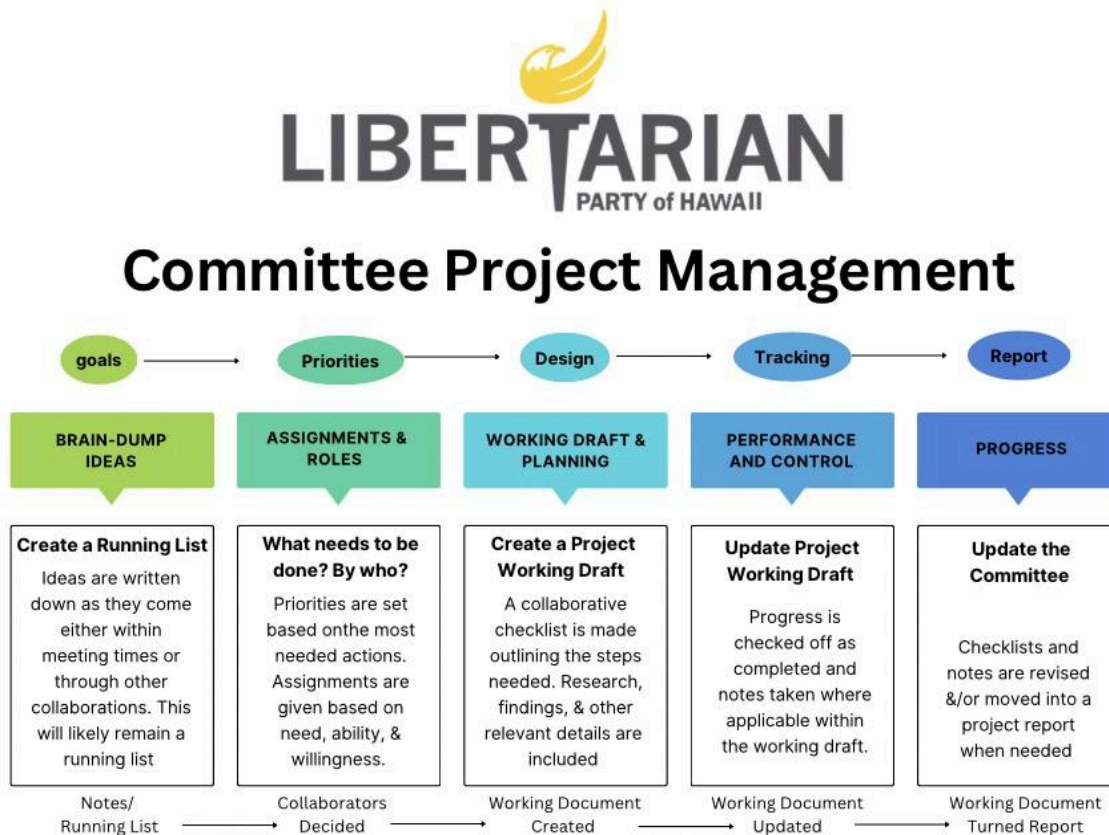 LIBERTARIAN
PARTY of HAWAII
Committee Project Management
goals
Priorities
Design
Tracking
Report
BRAIN-DUMP
IDEAS
ASSIGNMENTS &
ROLES
WORKING DRAFT &
PLANNING
PERFORMANCE
AND CONTROL
PROGRESS
Create a Running List
Ideas are written
down as they come
either within
meeting times or
through other
collaborations. This
will likely remain a
running list
What needs to be
done? By who?
Priorities are set
based onthe most
needed actions.
Assignments are
given based on
need, ability, &
willingness.
Create a Project
Working Draft
A collaborative
checklist is made
outlining the steps
needed. Research,
findings, & other
relevant details are
included
Update Project
Working Draft
Progress is
checked off as
completed and
notes taken where
applicable within
the working draft.
Update the
Committee
Checklists and
notes are revised
&/or moved into a
project report
when needed
Notes/
Running List
Collaborators
Decided
Working Document
Created
Working Document
Updated
Working Document
Turned Report